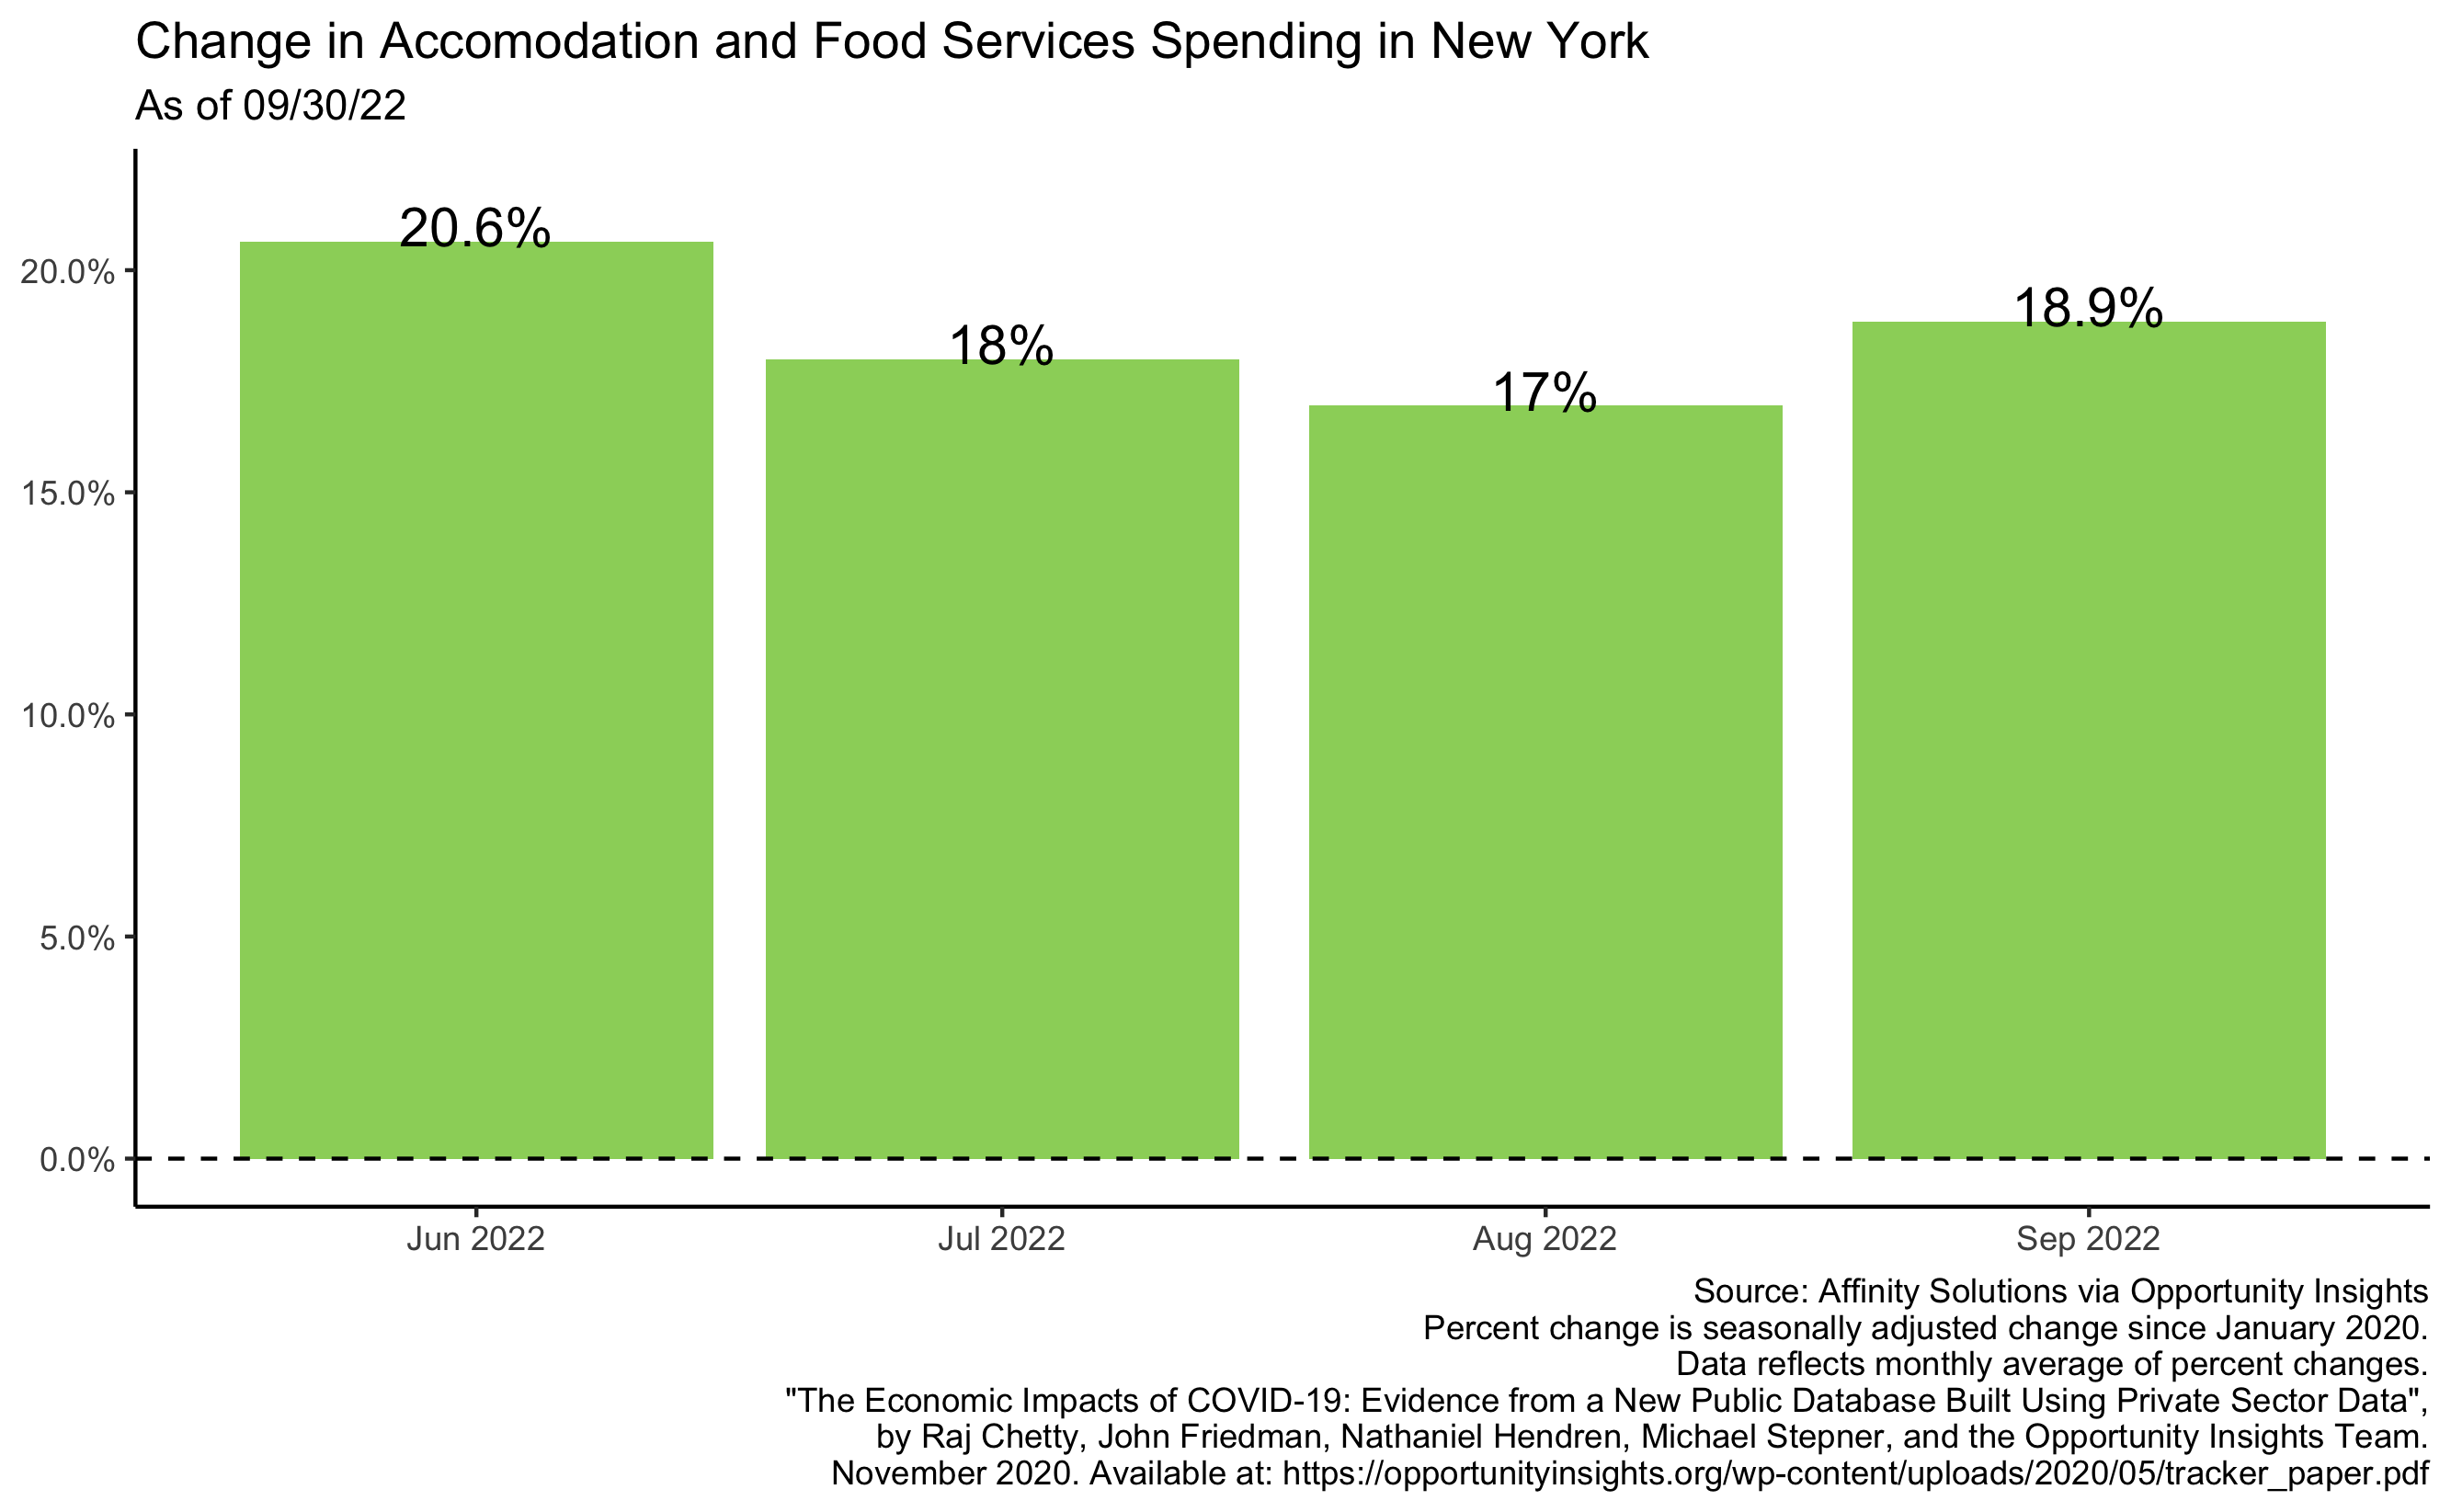 Change in Accomodation and Food Services Spending in New York
As of 09/30/22
20.6%
18%
17%
18.9%
20.0%
15.0%
10.0%
5.0%
0.0%
Jun 2022
Jul 2022
Aug 2022
Sep 2022
Source: Affinity Solutions via Opportunity Insights
Percent change is seasonally adjusted change since January 2020.
Data reflects monthly average of percent changes.
"The Economic Impacts of COVID-19: Evidence from a New Public Database Built Using Private Sector Data",
by Raj Chetty, John Friedman, Nathaniel Hendren, Michael Stepner, and the Opportunity Insights Team.
November 2020. Available at: https://opportunityinsights.org/wp-content/uploads/2020/05/tracker_paper.pdf